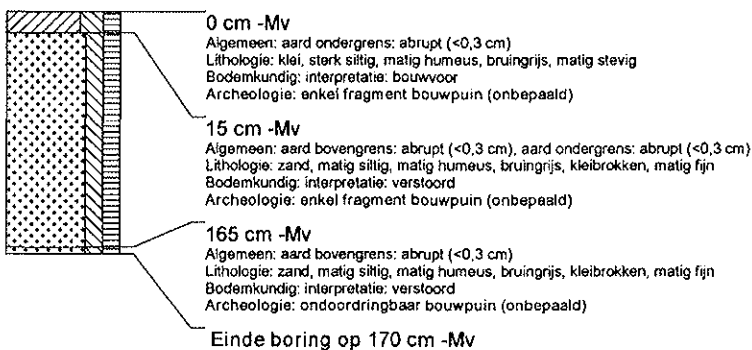 0 cm -Mv
Algemeen: aard ondergrens: abrupt (<0,3 cm)
Lithologie: klei, sterk siltig, matig humeus, bruingrijs, matig stevig
Bodemkundig: interpretatie: bouwvoor
Archeologie: enkel fragment bouwpuin (onbepaald)
15 cm -Mv
Algemeen: aard bovengrens: abrupt (<0,3 cm), aard ondergrens: abrupt (<0,3 cm)
Lithologie: zand, matig siltig, matig humeus, bruingrijs, kleibrokken, matig fijn
Bodemkundig: interpretatie: verstoord
Archeologie: enkel fragment bouwpuin (onbepaald)
165 cm -Mv
Algemeen: aard bovengrens: abrupt (<0,3 cm)
Lithologie: zand, matig siltig, matig humeus, bruingrijs, kleibrokken, matig fijn
Bodemkundig: interpretatie: verstoord
Archeologie: ondoordringbaar bouwpuin (onbepaald)
Einde boring op 170 cm -Mv